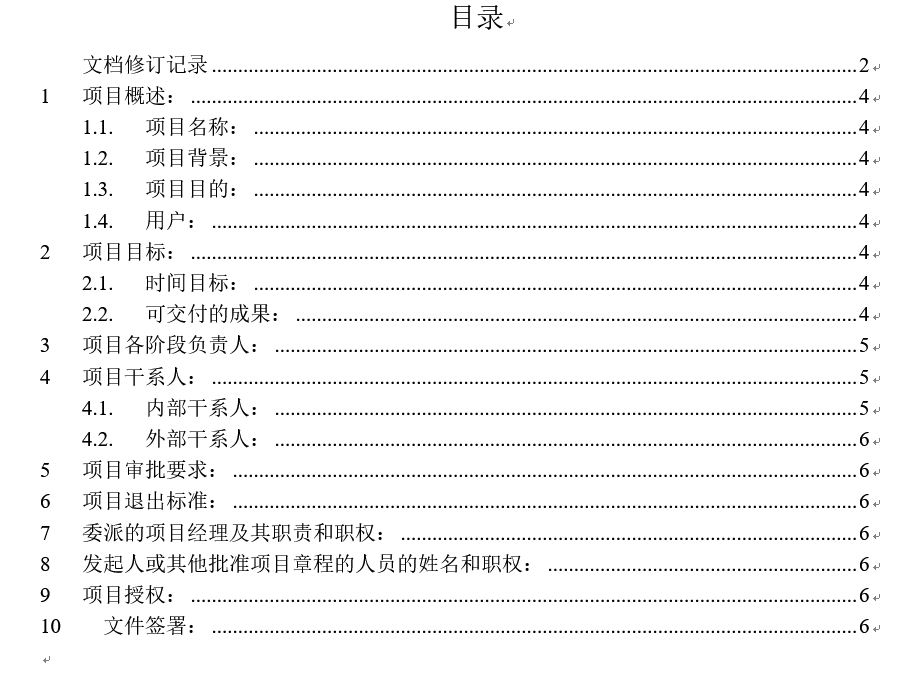 目录
文档修订记录 ........ 2
1 项目概述： ........ 4
1.1. 项目名称： ........ 4
1.2. 项目背景： ........ 4
1.3. 项目目的： ........ 4
1.4. 用户： ........ 4
2 项目目标： ........ 4
2.1. 时间目标： ........ 4
2.2. 可交付的成果： ........ 4
3 项目各阶段负责人： ........ 5
4 项目干系人： ........ 5
4.1. 内部干系人： ........ 5
4.2. 外部干系人： ........ 6
5 项目审批要求： ........ 6
6 项目退出标准： ........ 6
7 委派的项目经理及其职责和职权： ........ 6
8 发起人或其他批准项目章程的人员的姓名和职权： ........ 6
9 项目授权： ........ 6
10 文件签署： ........ 6